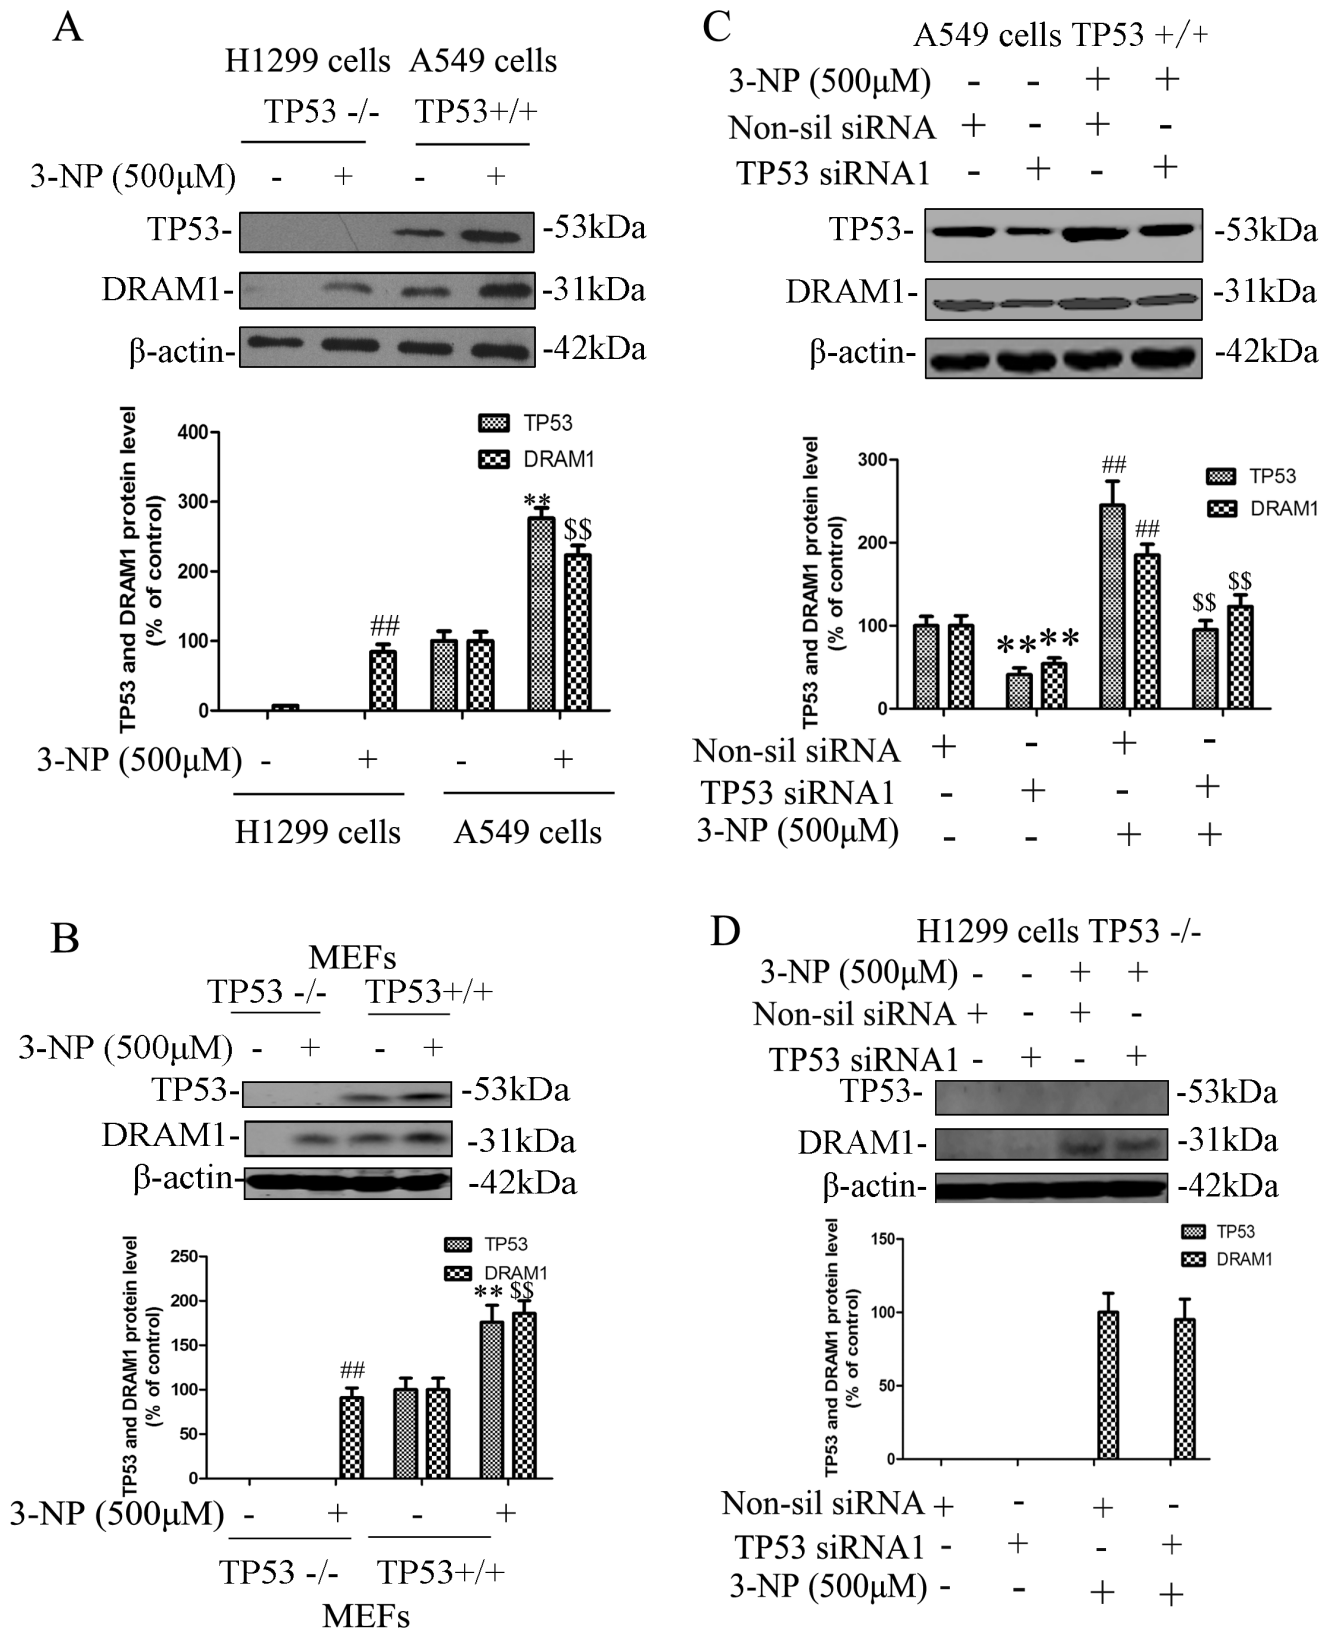 A
H1299 cells A549 cells
TP53 -/- TP53+/+
3-NP (500μM) - + - +
TP53- -53kDa
DRAM1- -31kDa
β-actin- -42kDa
TP53 and DRAM1 protein level
(% of control)
400
300
200
100
0
TP53
DRAM1
##
**
$$
3-NP (500μM) - + - +
H1299 cells A549 cells
B
MEFs
TP53 -/- TP53+/+
3-NP (500μM) - + - +
TP53- -53kDa
DRAM1- -31kDa
β-actin- -42kDa
TP53 and DRAM1 protein level
(% of control)
250
200
150
100
50
0
TP53
DRAM1
##
** $$
3-NP (500μM) - + - +
TP53 -/- TP53+/+
MEFs
C
A549 cells TP53 +/+
3-NP (500μM) - - + +
Non-sil siRNA + - + -
TP53 siRNA1 - + - +
TP53- -53kDa
DRAM1- -31kDa
β-actin- -42kDa
TP53 and DRAM1 protein level
(% of control)
300
200
100
0
TP53
DRAM1
**
**
##
##
$$
$$
Non-sil siRNA + - + -
TP53 siRNA1 - + - +
3-NP (500μM) - - + +
D
H1299 cells TP53 -/-
3-NP (500μM) - - + +
Non-sil siRNA + - + -
TP53 siRNA1 - + - +
TP53- -53kDa
DRAM1- -31kDa
β-actin- -42kDa
TP53 and DRAM1 protein level
(% of control)
150
100
50
0
TP53
DRAM1
Non-sil siRNA + - + -
TP53 siRNA1 - + - +
3-NP (500μM) - - + +